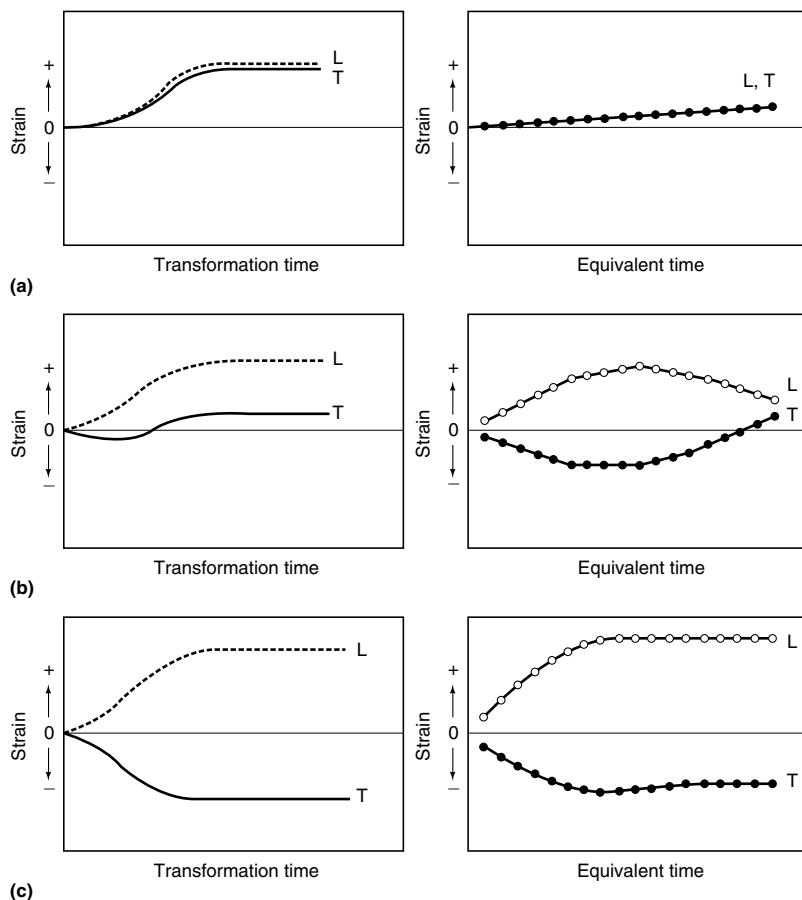 +
L
T
Strain
0
–
Transformation time
+
L, T
Strain
0
–
Equivalent time
(a)
+
L
T
Strain
0
–
Transformation time
+
L
T
Strain
0
–
Equivalent time
(b)
+
L
Strain
0
–
T
Transformation time
+
L
Strain
0
–
T
Equivalent time
(c)